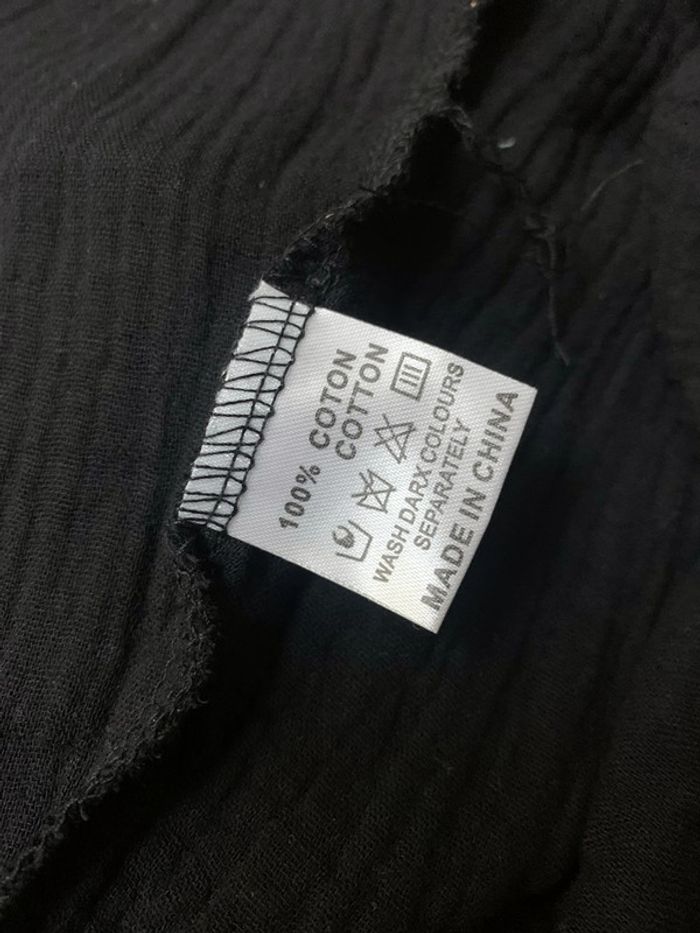 100% COTON
COTTON
WASH DARX COLOURS
SEPARATELY
MADE IN CHINA